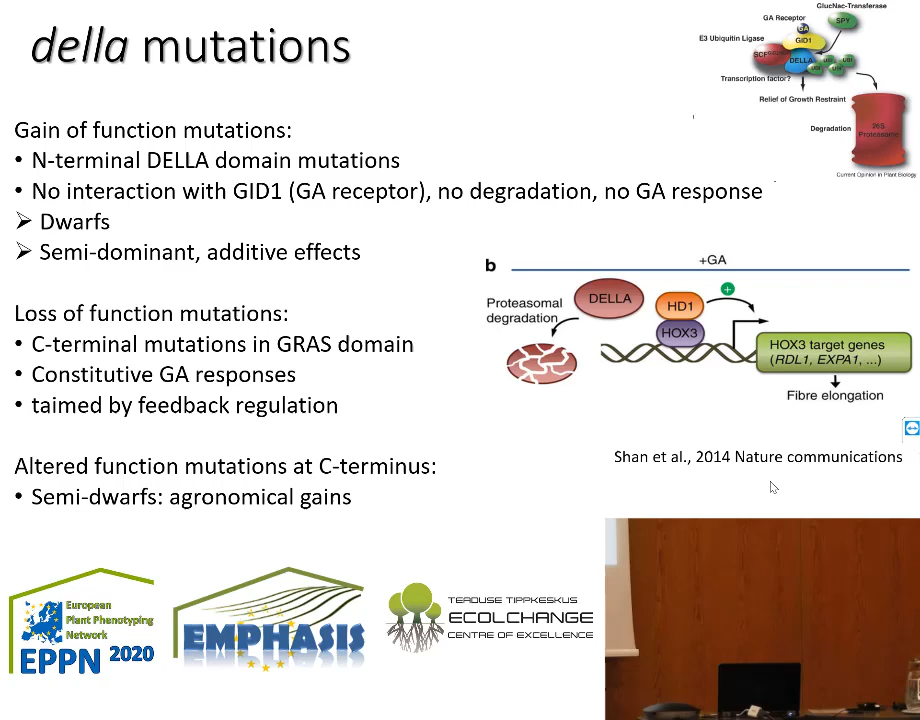 della mutations
GlucNac-Transferase
GA Receptor
GA
SPY
E3 Ubiquitin Ligase
GID1
DELLA
Transcription factor?
Relief of Growth Restraint
Degradation
26S
Proteasome
Current Opinion in Plant Biology
Gain of function mutations:
• N-terminal DELLA domain mutations
• No interaction with GID1 (GA receptor), no degradation, no GA response
➢ Dwarfs
➢ Semi-dominant, additive effects
Loss of function mutations:
• C-terminal mutations in GRAS domain
• Constitutive GA responses
• taimed by feedback regulation
Altered function mutations at C-terminus:
• Semi-dwarfs: agronomical gains
b
+GA
Proteasomal
degradation
DELLA
HD1
+
HOX3
HOX3 target genes
(RDL1, EXPA1, ...)
Fibre elongation
Shan et al., 2014 Nature communications
European
Plant Phenotyping
Network
EPPN 2020
EMPHASIS
TEADUSE TIPPKESKUS
ECOLCHANGE
CENTRE OF EXCELLENCE